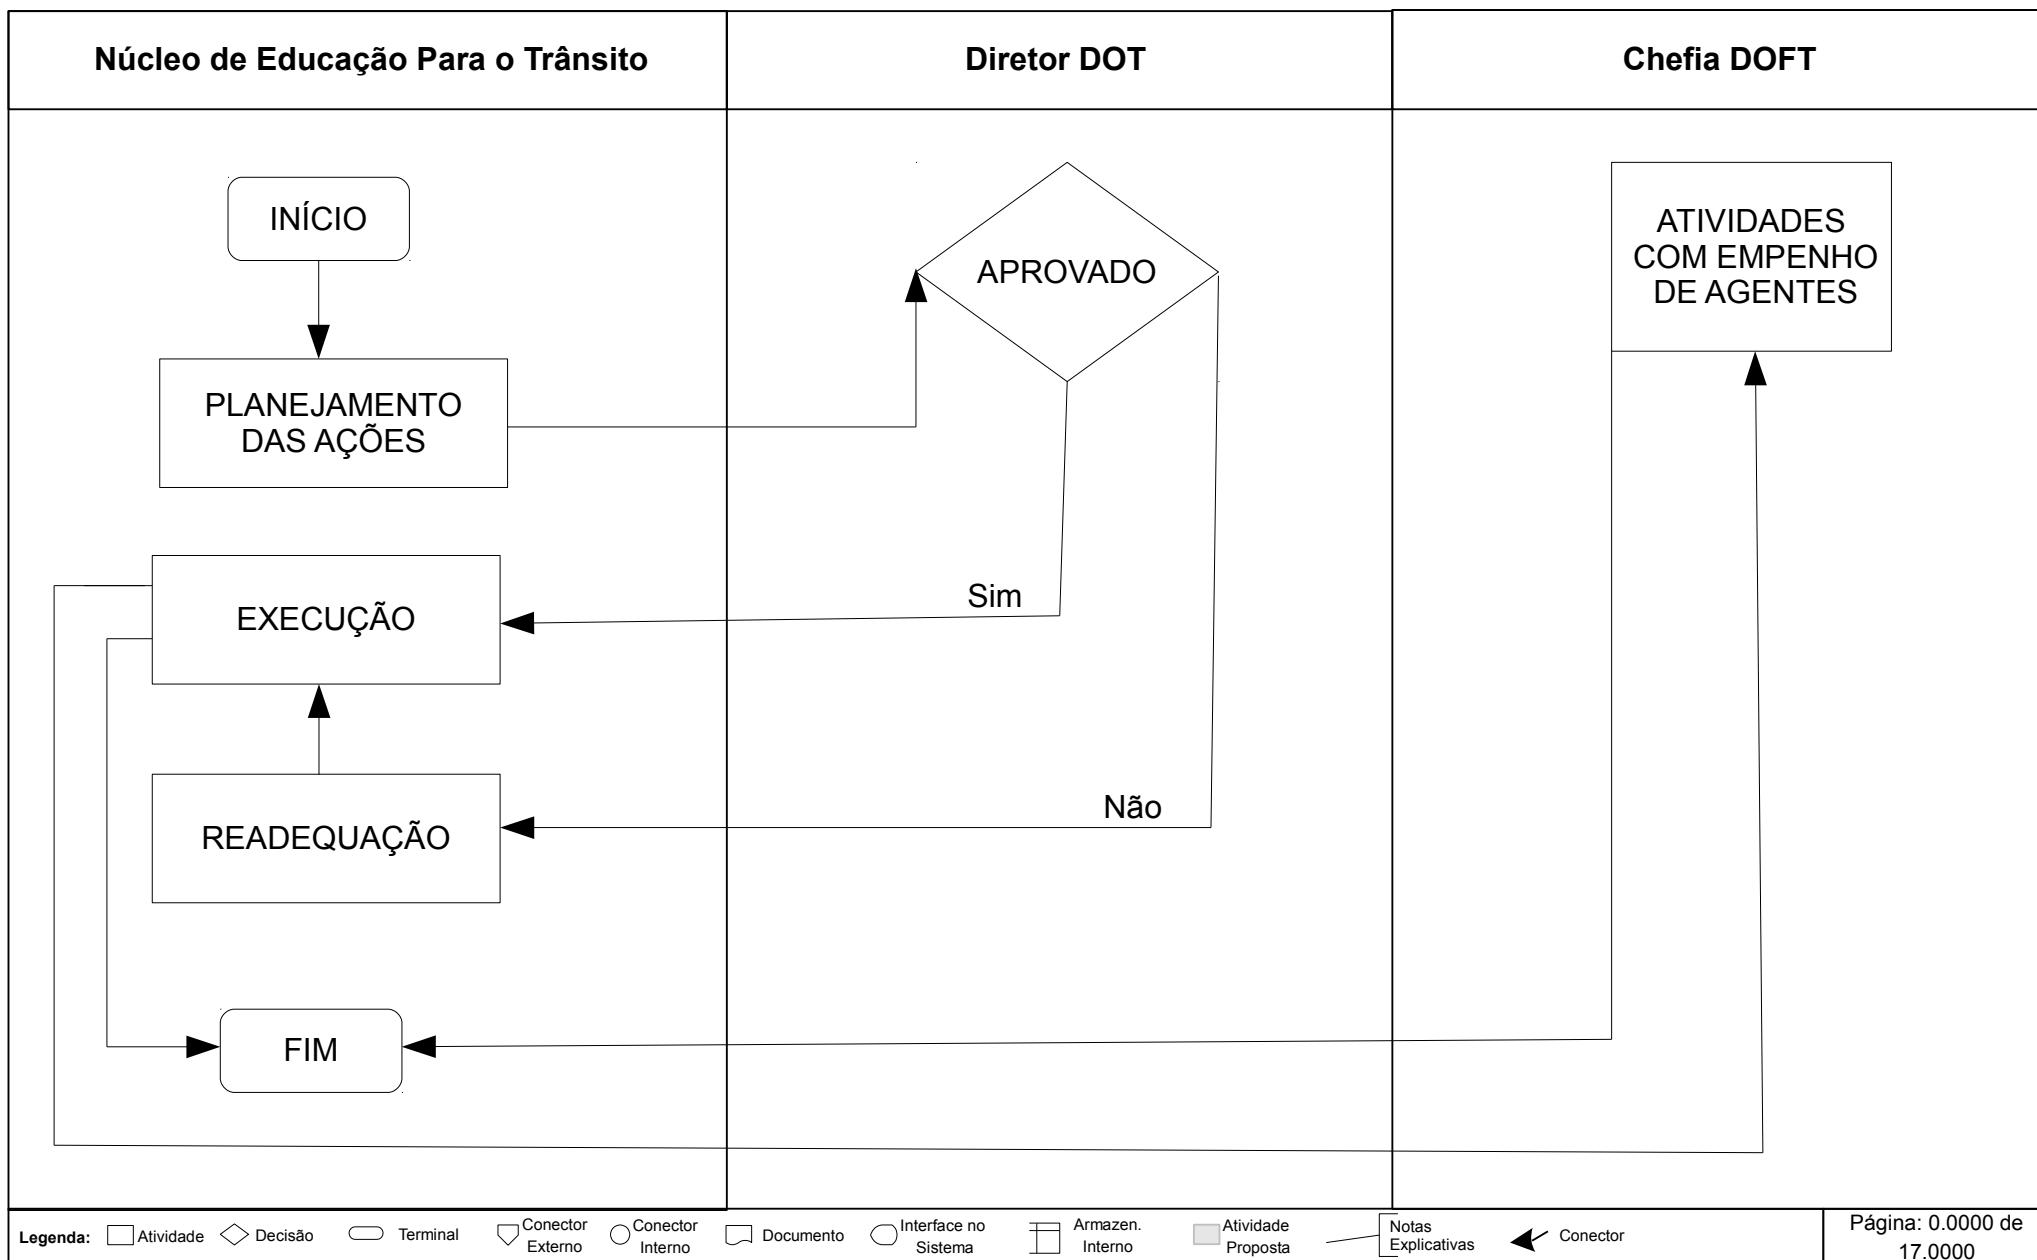 Núcleo de Educação Para o Trânsito
Diretor DOT
Chefia DOFT
INÍCIO
APROVADO
ATIVIDADES
COM EMPENHO
DE AGENTES
PLANEJAMENTO
DAS AÇÕES
EXECUÇÃO
Sim
READEQUAÇÃO
Não
FIM
Legenda:
Atividade
Decisão
Terminal
Conector
Externo
Conector
Interno
Documento
Interface no
Sistema
Armazen.
Interno
Atividade
Proposta
Notas
Explicativas
Conector
Página: 0.0000 de
17.0000